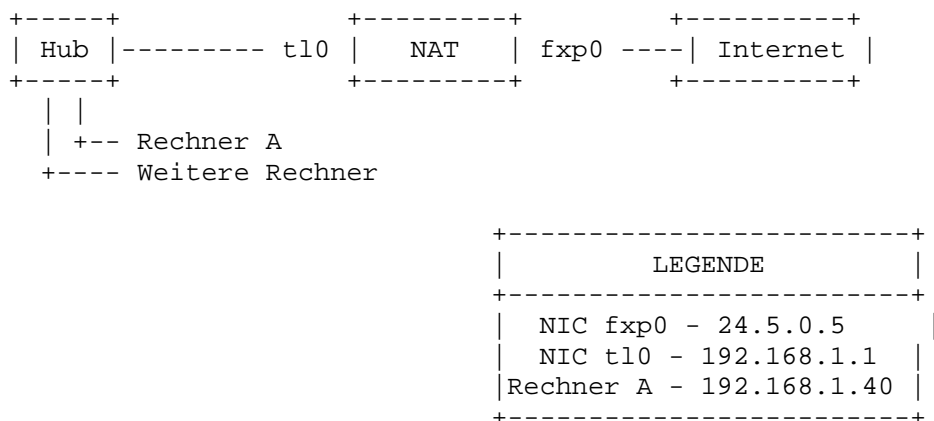 +-----+              +---------+          +----------+
| Hub |--------- tl0 |   NAT   | fxp0 ----| Internet |
+-----+              +---------+          +----------+
  | |
  | +-- Rechner A
  +---- Weitere Rechner
                              +-------------------------+
                              |         LEGENDE         |
                              +-------------------------+
                              |  NIC fxp0 - 24.5.0.5     |
                              |  NIC tl0 - 192.168.1.1  |
                              |Rechner A - 192.168.1.40 |
                              +-------------------------+